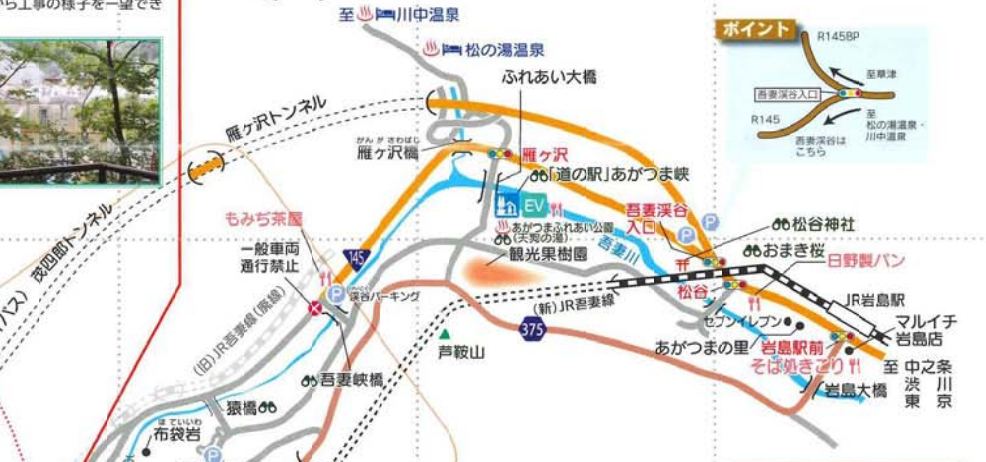 ら工事の様子を一望でき
至 川中温泉
松の湯温泉
ふれあい大橋
雁ヶ沢トンネル
がんがさわばし
雁ヶ沢橋
雁ヶ沢
「道の駅」あがつま峡
EV
あがつまふれあい公園
(天狗の湯)
観光果樹園
吾妻渓谷
入口
P
P
吾妻川
ポイント
R145BP
至草津
吾妻渓谷入口
R145
至
松の湯温泉・
川中温泉
吾妻渓谷は
こちら
松谷神社
おまき桜
日野製パン
茂四郎トンネル
バス)
もみぢ茶屋
一般車両
通行禁止
145
P
渓谷パーキング
(旧)JR吾妻線(廃線)
(新)JR吾妻線
375
芦鞍山
松谷
セブンイレブン
あがつまの里
岩島駅前
そば処きこり
JR岩島駅
マルイチ
岩島店
岩島大橋
至 中之条
渋川
東京
吾妻峡橋
猿橋
ほていいわ
布袋岩
P